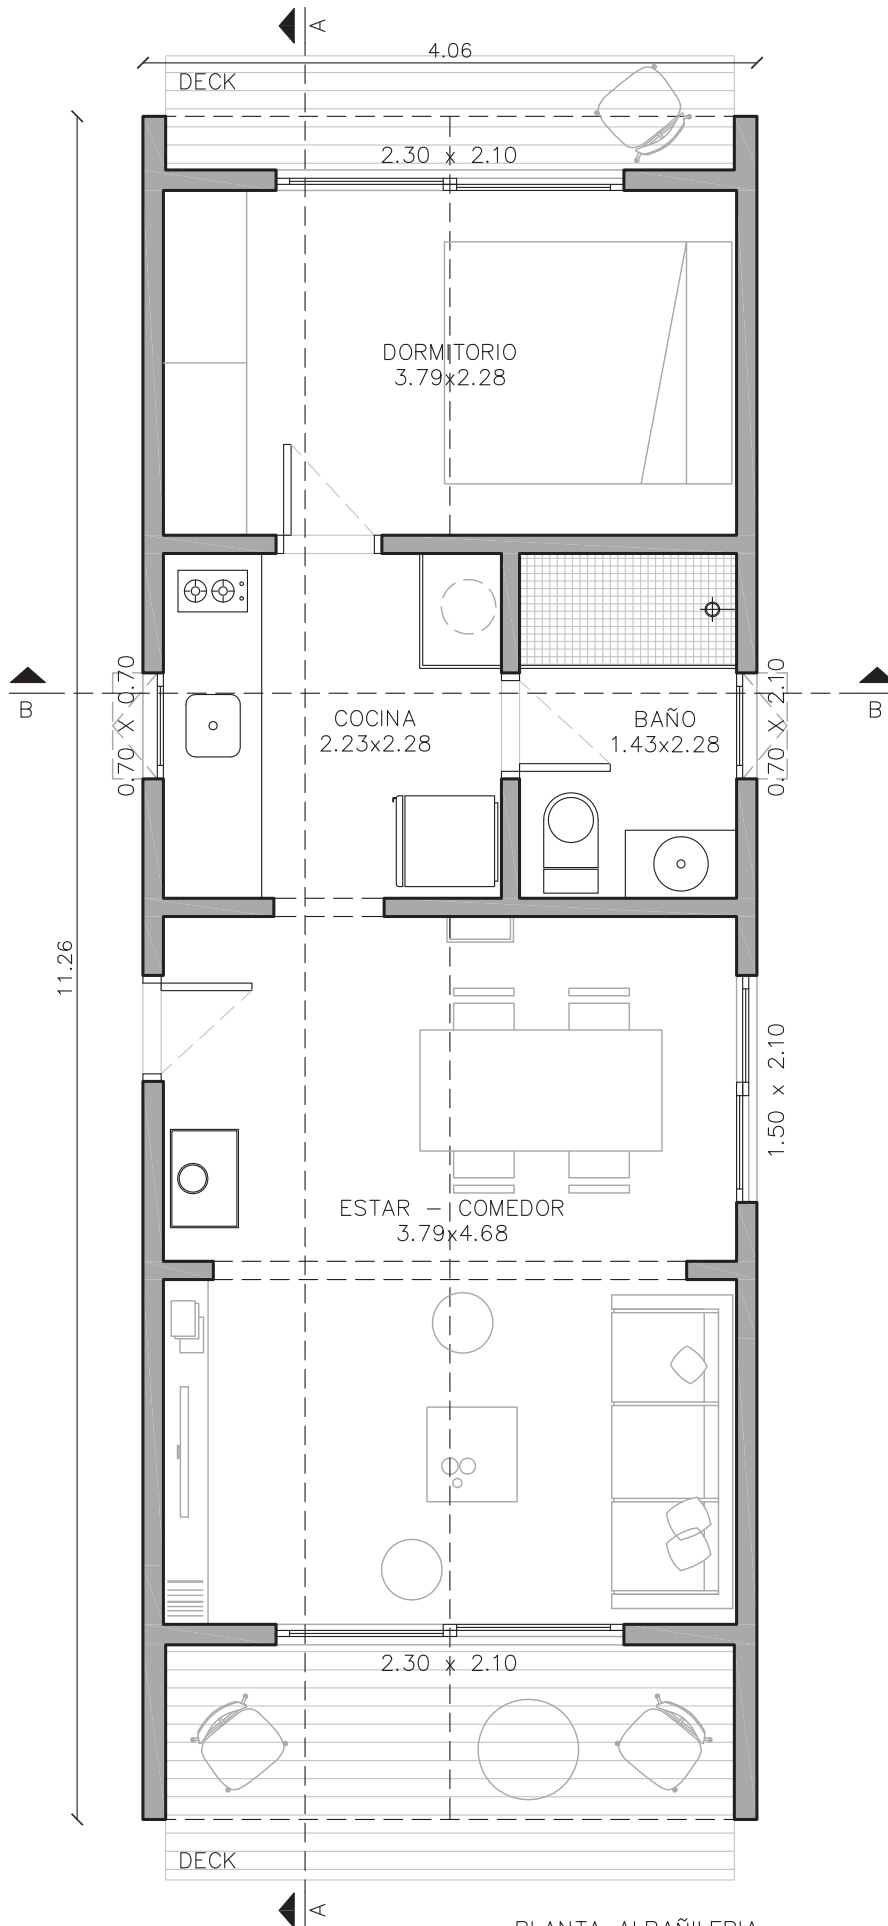 A
4.06
DECK
2.30 x 2.10
DORMITORIO
3.79x2.28
0.70 X 0.70
0.70 x 2.10
B
B
COCINA
2.23x2.28
BAÑO
1.43x2.28
11.26
1.50 x 2.10
ESTAR - COMEDOR
3.79x4.68
2.30 x 2.10
DECK
A
PLANTA ALBAÑILERIA